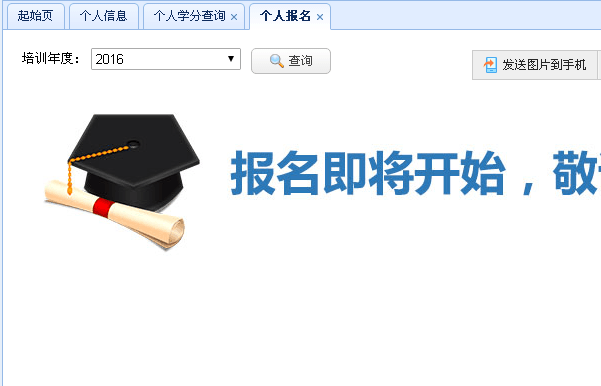 起始页 个人信息 个人学分查询 个人报名
培训年度： 2016 查询 发送图片到手机
报名即将开始，敬